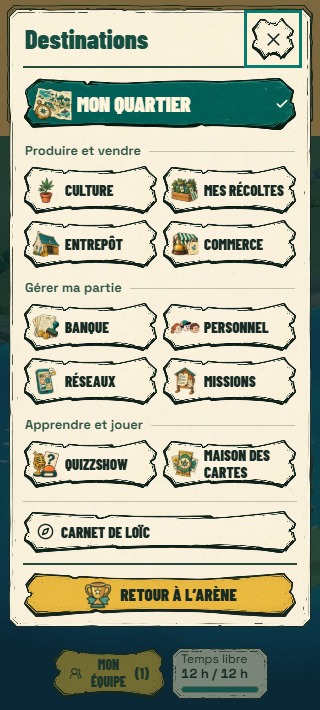 Destinations
MON QUARTIER
Produire et vendre
CULTURE
MES RÉCOLTES
ENTREPÔT
COMMERCE
Gérer ma partie
BANQUE
PERSONNEL
RÉSEAUX
MISSIONS
Apprendre et jouer
QUIZZSHOW
MAISON DES
CARTES
CARNET DE LOÏC
RETOUR À L'ARÈNE
MON
ÉQUIPE (1)
Temps libre
12 h / 12 h